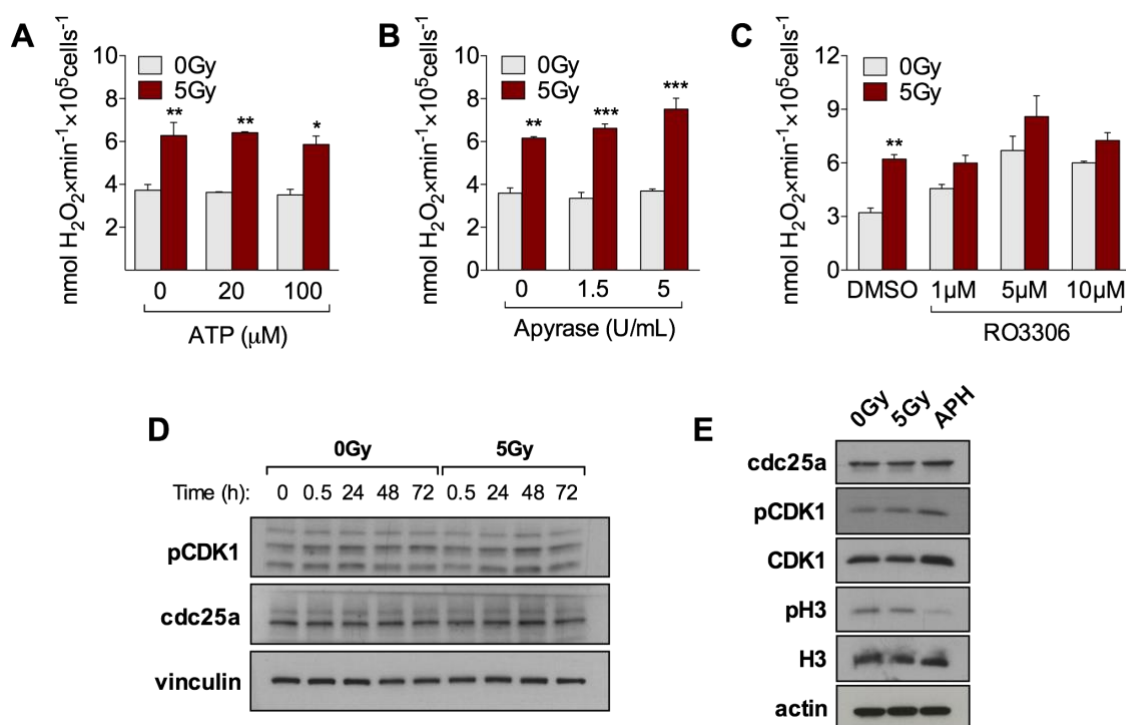 A
nmol H₂O₂×min⁻¹×10⁵cells⁻¹
10
8
6
4
2
0Gy
5Gy
** ** *
0 20 100
ATP (μM)
B
nmol H₂O₂×min⁻¹×10⁵cells⁻¹
10
8
6
4
2
0
0Gy
5Gy
** *** ***
0 1.5 5
Apyrase (U/mL)
C
nmol H₂O₂×min⁻¹×10⁵cells⁻¹
12
9
6
3
0
0Gy
5Gy
**
DMSO 1μM 5μM 10μM
RO3306
D
0Gy 5Gy
Time (h): 0 0.5 24 48 72 0.5 24 48 72
pCDK1
cdc25a
vinculin
E
0Gy 5Gy APH
cdc25a
pCDK1
CDK1
pH3
H3
actin